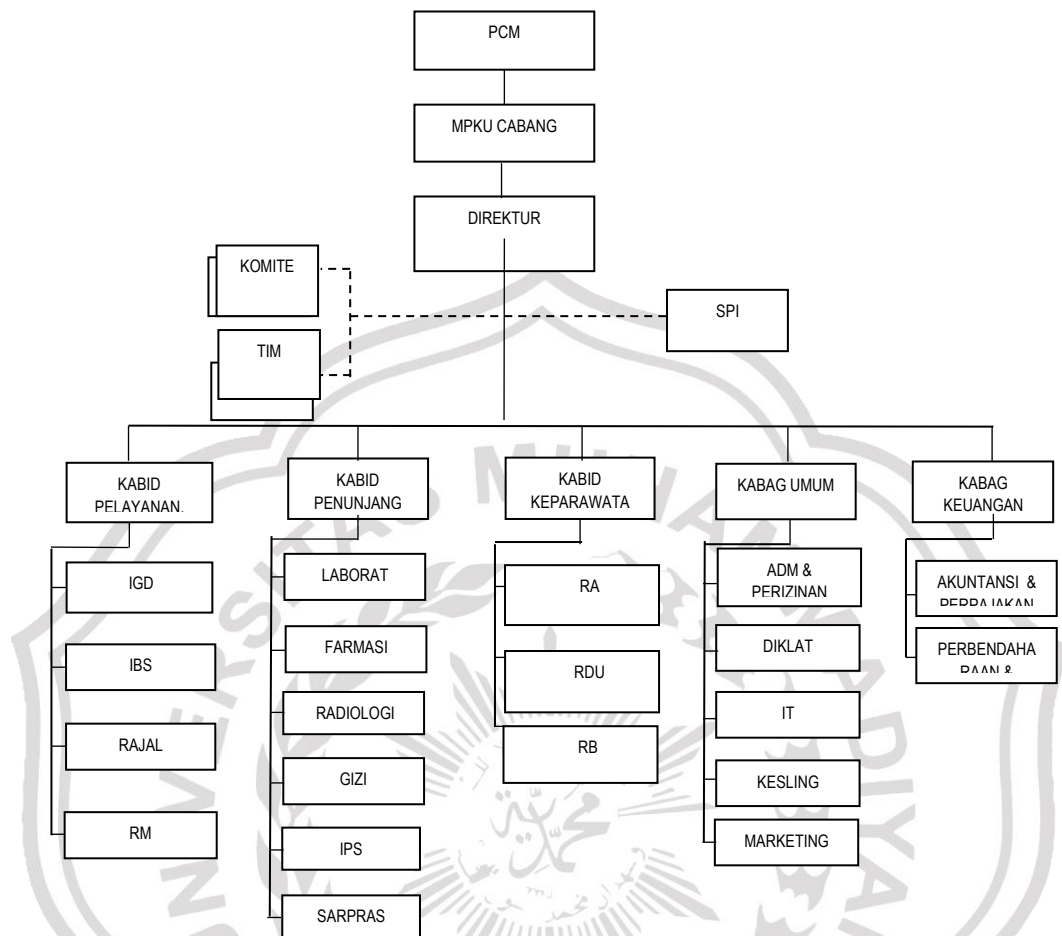 PCM
MPKU CABANG
DIREKTUR
KOMITE
SPI
TIM
KABID
PELAYANAN.
KABID
PENUNJANG
KABID
KEPARAWATA
KABAG UMUM
KABAG
KEUANGAN
IGD
IBS
RAJAL
RM
LABORAT
FARMASI
RADIOLOGI
GIZI
IPS
SARPRAS
RA
RDU
RB
ADM &
PERIZINAN
DIKLAT
IT
KESLING
MARKETING
AKUNTANSI &
PERPAJAKAN
PERBENDAHA
RAAN &